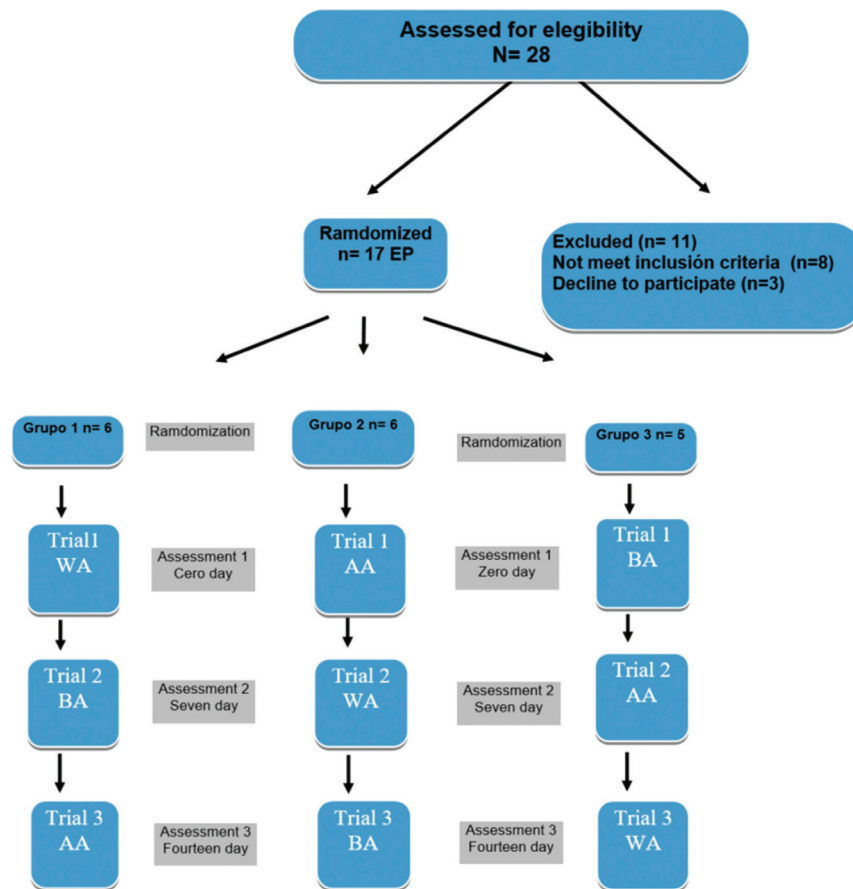 Assessed for elegibility
N= 28
Ramdomized
n= 17 EP
Excluded (n= 11)
Not meet inclusión criteria (n=8)
Decline to participate (n=3)
Grupo 1 n= 6
Ramdomization
Grupo 2 n= 6
Ramdomization
Grupo 3 n= 5
Trial1
WA
Assessment 1
Cero day
Trial 1
AA
Assessment 1
Zero day
Trial 1
BA
Trial 2
BA
Assessment 2
Seven day
Trial 2
WA
Assessment 2
Seven day
Trial 2
AA
Trial 3
AA
Assessment 3
Fourteen day
Trial 3
BA
Assessment 3
Fourteen day
Trial 3
WA